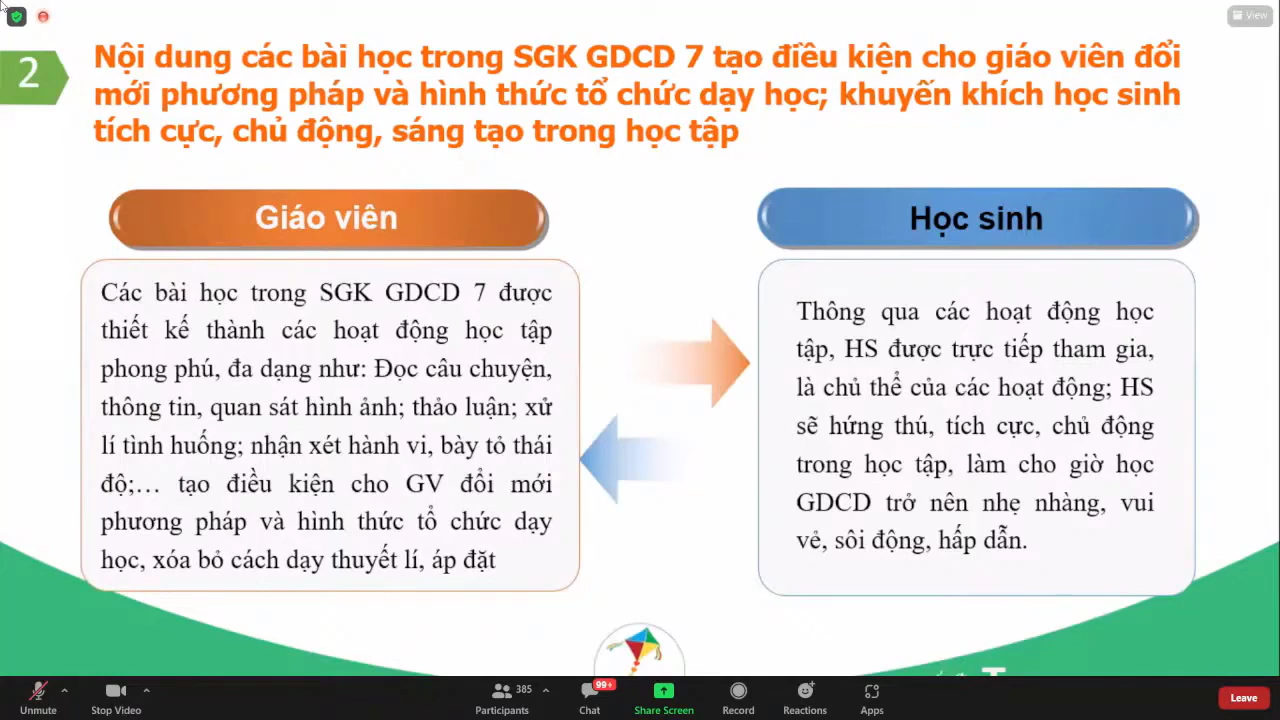 View
2
Nội dung các bài học trong SGK GDCD 7 tạo điều kiện cho giáo viên đổi
mới phương pháp và hình thức tổ chức dạy học; khuyến khích học sinh
tích cực, chủ động, sáng tạo trong học tập
Giáo viên
Các bài học trong SGK GDCD 7 được
thiết kế thành các hoạt động học tập
phong phú, đa dạng như: Đọc câu chuyện,
thông tin, quan sát hình ảnh; thảo luận; xử
lí tình huống; nhận xét hành vi, bày tỏ thái
độ;… tạo điều kiện cho GV đổi mới
phương pháp và hình thức tổ chức dạy
học, xóa bỏ cách dạy thuyết lí, áp đặt
Học sinh
Thông qua các hoạt động học
tập, HS được trực tiếp tham gia,
là chủ thể của các hoạt động; HS
sẽ hứng thú, tích cực, chủ động
trong học tập, làm cho giờ học
GDCD trở nên nhẹ nhàng, vui
vẻ, sôi động, hấp dẫn.
Unmute
Stop Video
385
Participants
99+
Chat
Share Screen
Record
Reactions
Apps
Leave